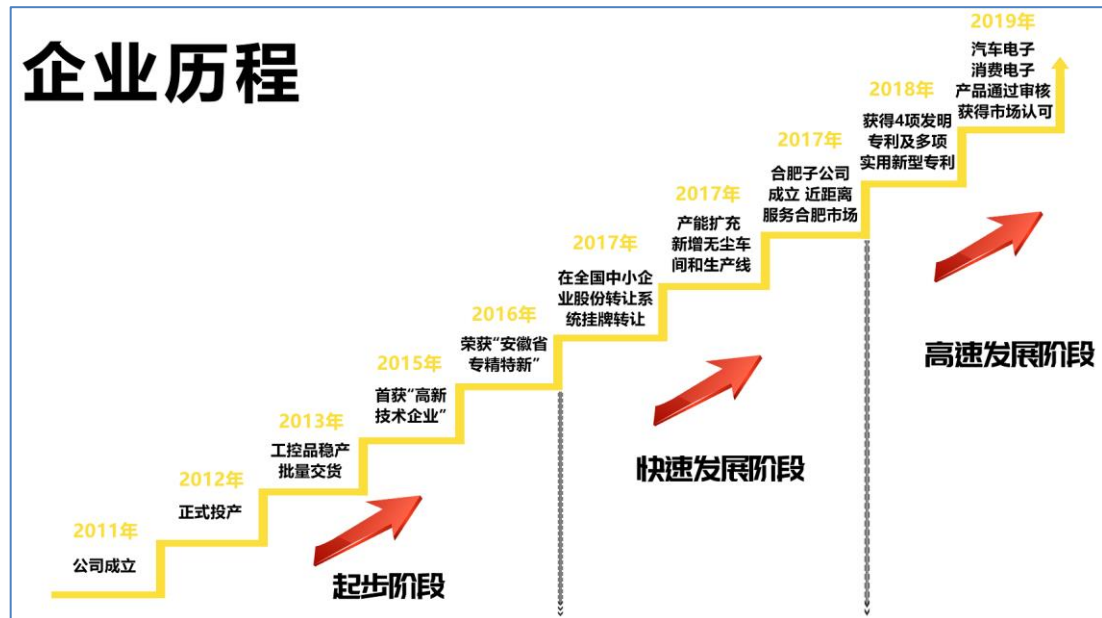 企业历程
2011年
公司成立
2012年
正式投产
2013年
工控品稳产
批量交货
2015年
首获“高新
技术企业”
2016年
荣获“安徽省
专精特新”
起步阶段
2017年
在全国中小企
业股份转让系
统挂牌转让
2017年
产能扩充
新增无尘车
间和生产线
2017年
合肥子公司
成立 近距离
服务合肥市场
快速发展阶段
2018年
获得4项发明
专利及多项
实用新型专利
2019年
汽车电子
消费电子
产品通过审核
获得市场认可
高速发展阶段